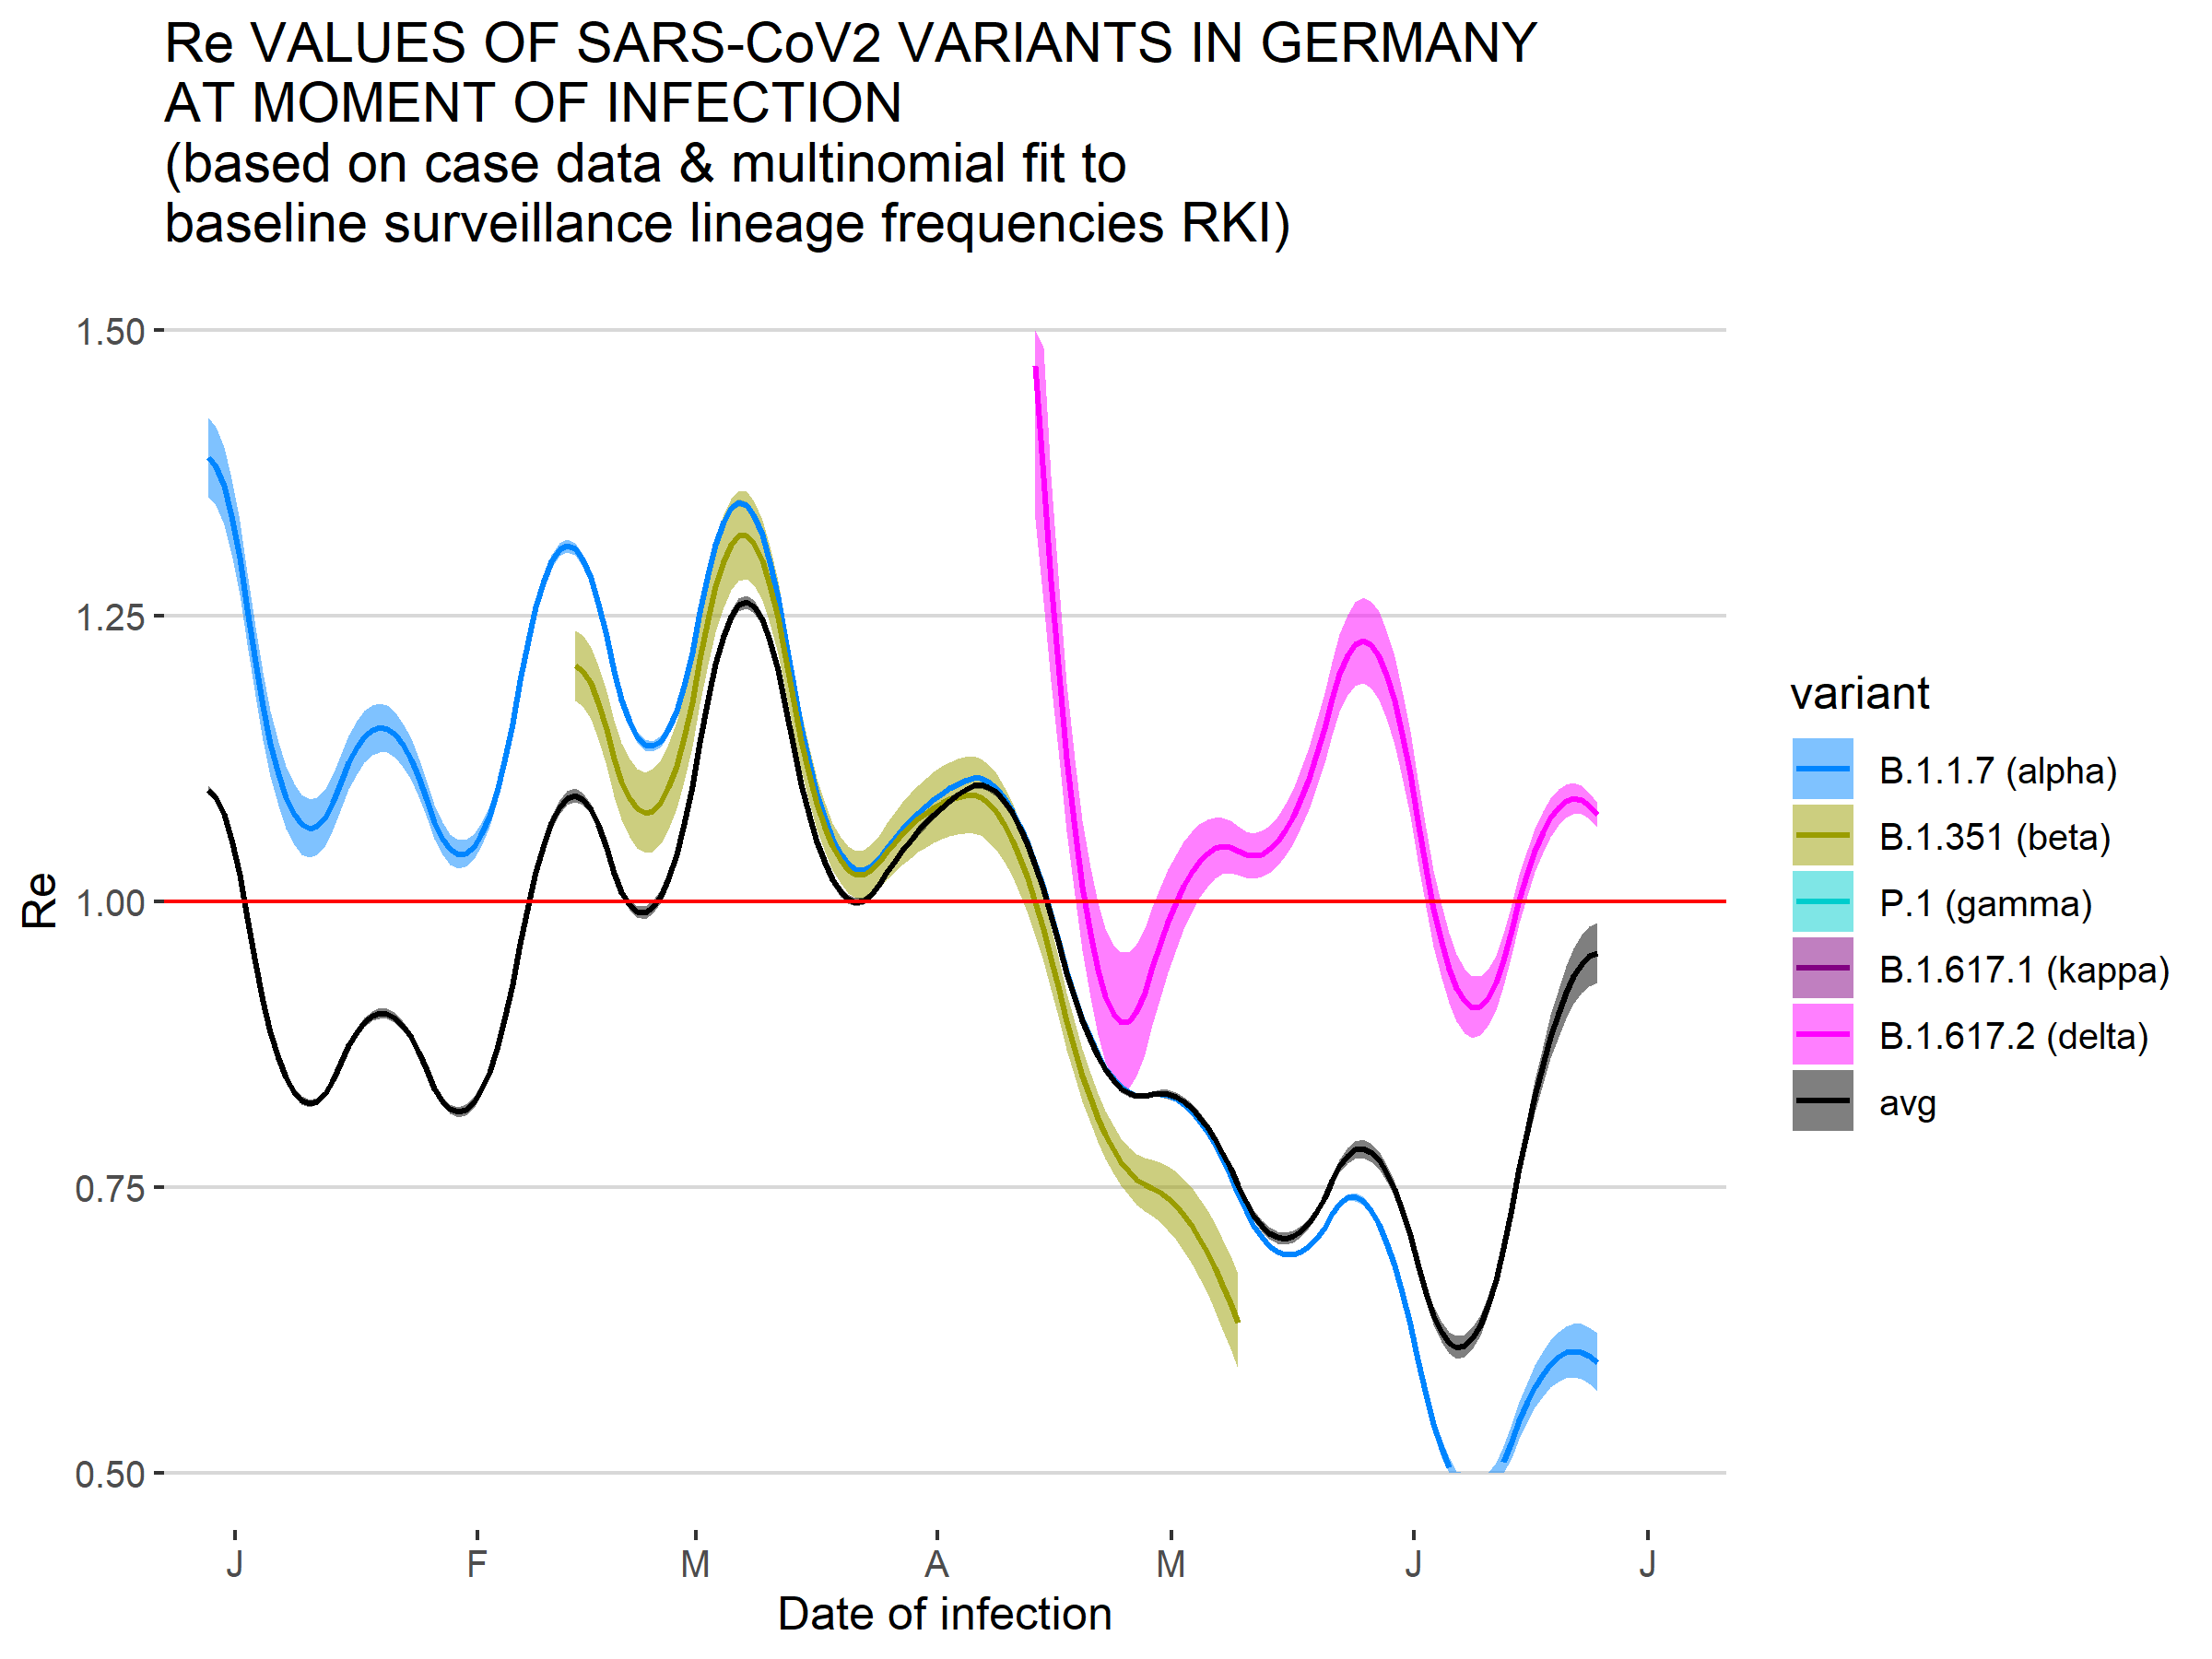 Re VALUES OF SARS-CoV2 VARIANTS IN GERMANY
AT MOMENT OF INFECTION
(based on case data & multinomial fit to
baseline surveillance lineage frequencies RKI)
1.50
1.25
1.00
0.75
0.50
Re
J F M A M J J
Date of infection
variant
B.1.1.7 (alpha)
B.1.351 (beta)
P.1 (gamma)
B.1.617.1 (kappa)
B.1.617.2 (delta)
avg